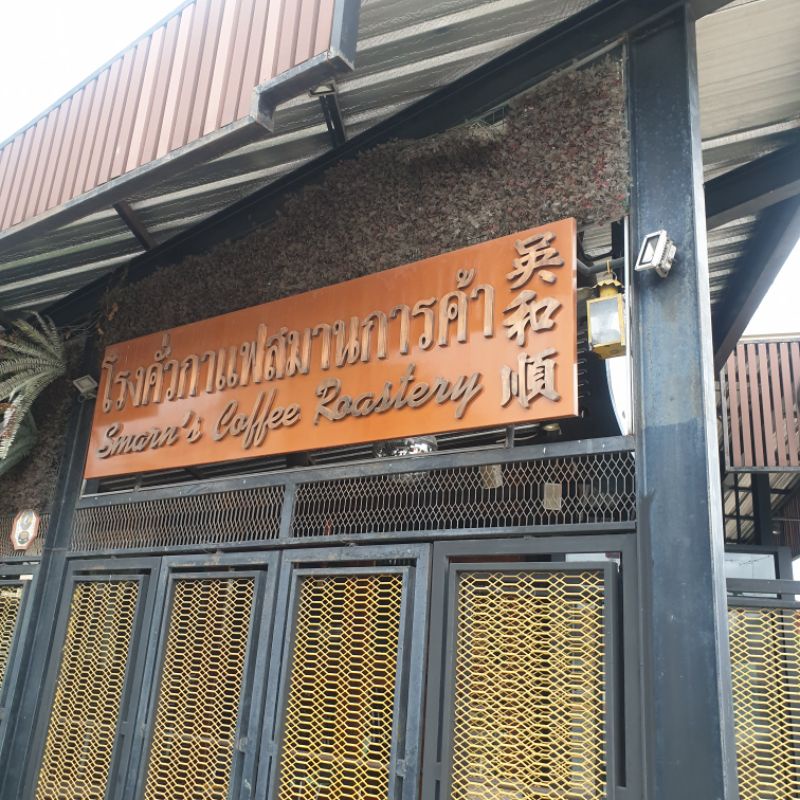 โรงคั่วกาแฟสมานการค้า
Smarn's Coffee Roastery
吳和順